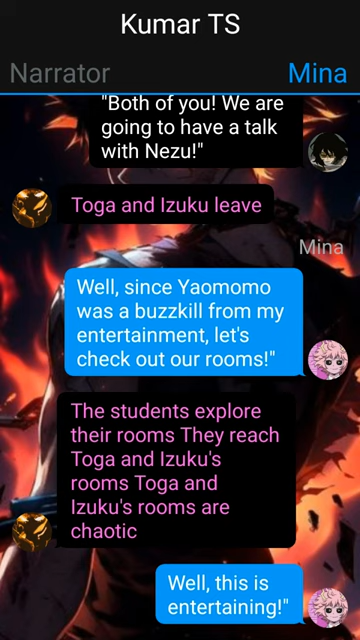 Kumar TS
Narrator
Mina
"Both of you! We are
going to have a talk
with Nezu!"
Toga and Izuku leave
Mina
Well, since Yaomomo
was a buzzkill from my
entertainment, let's
check out our rooms!"
The students explore
their rooms They reach
Toga and Izuku's
rooms Toga and
Izuku's rooms are
chaotic
Well, this is
entertaining!"